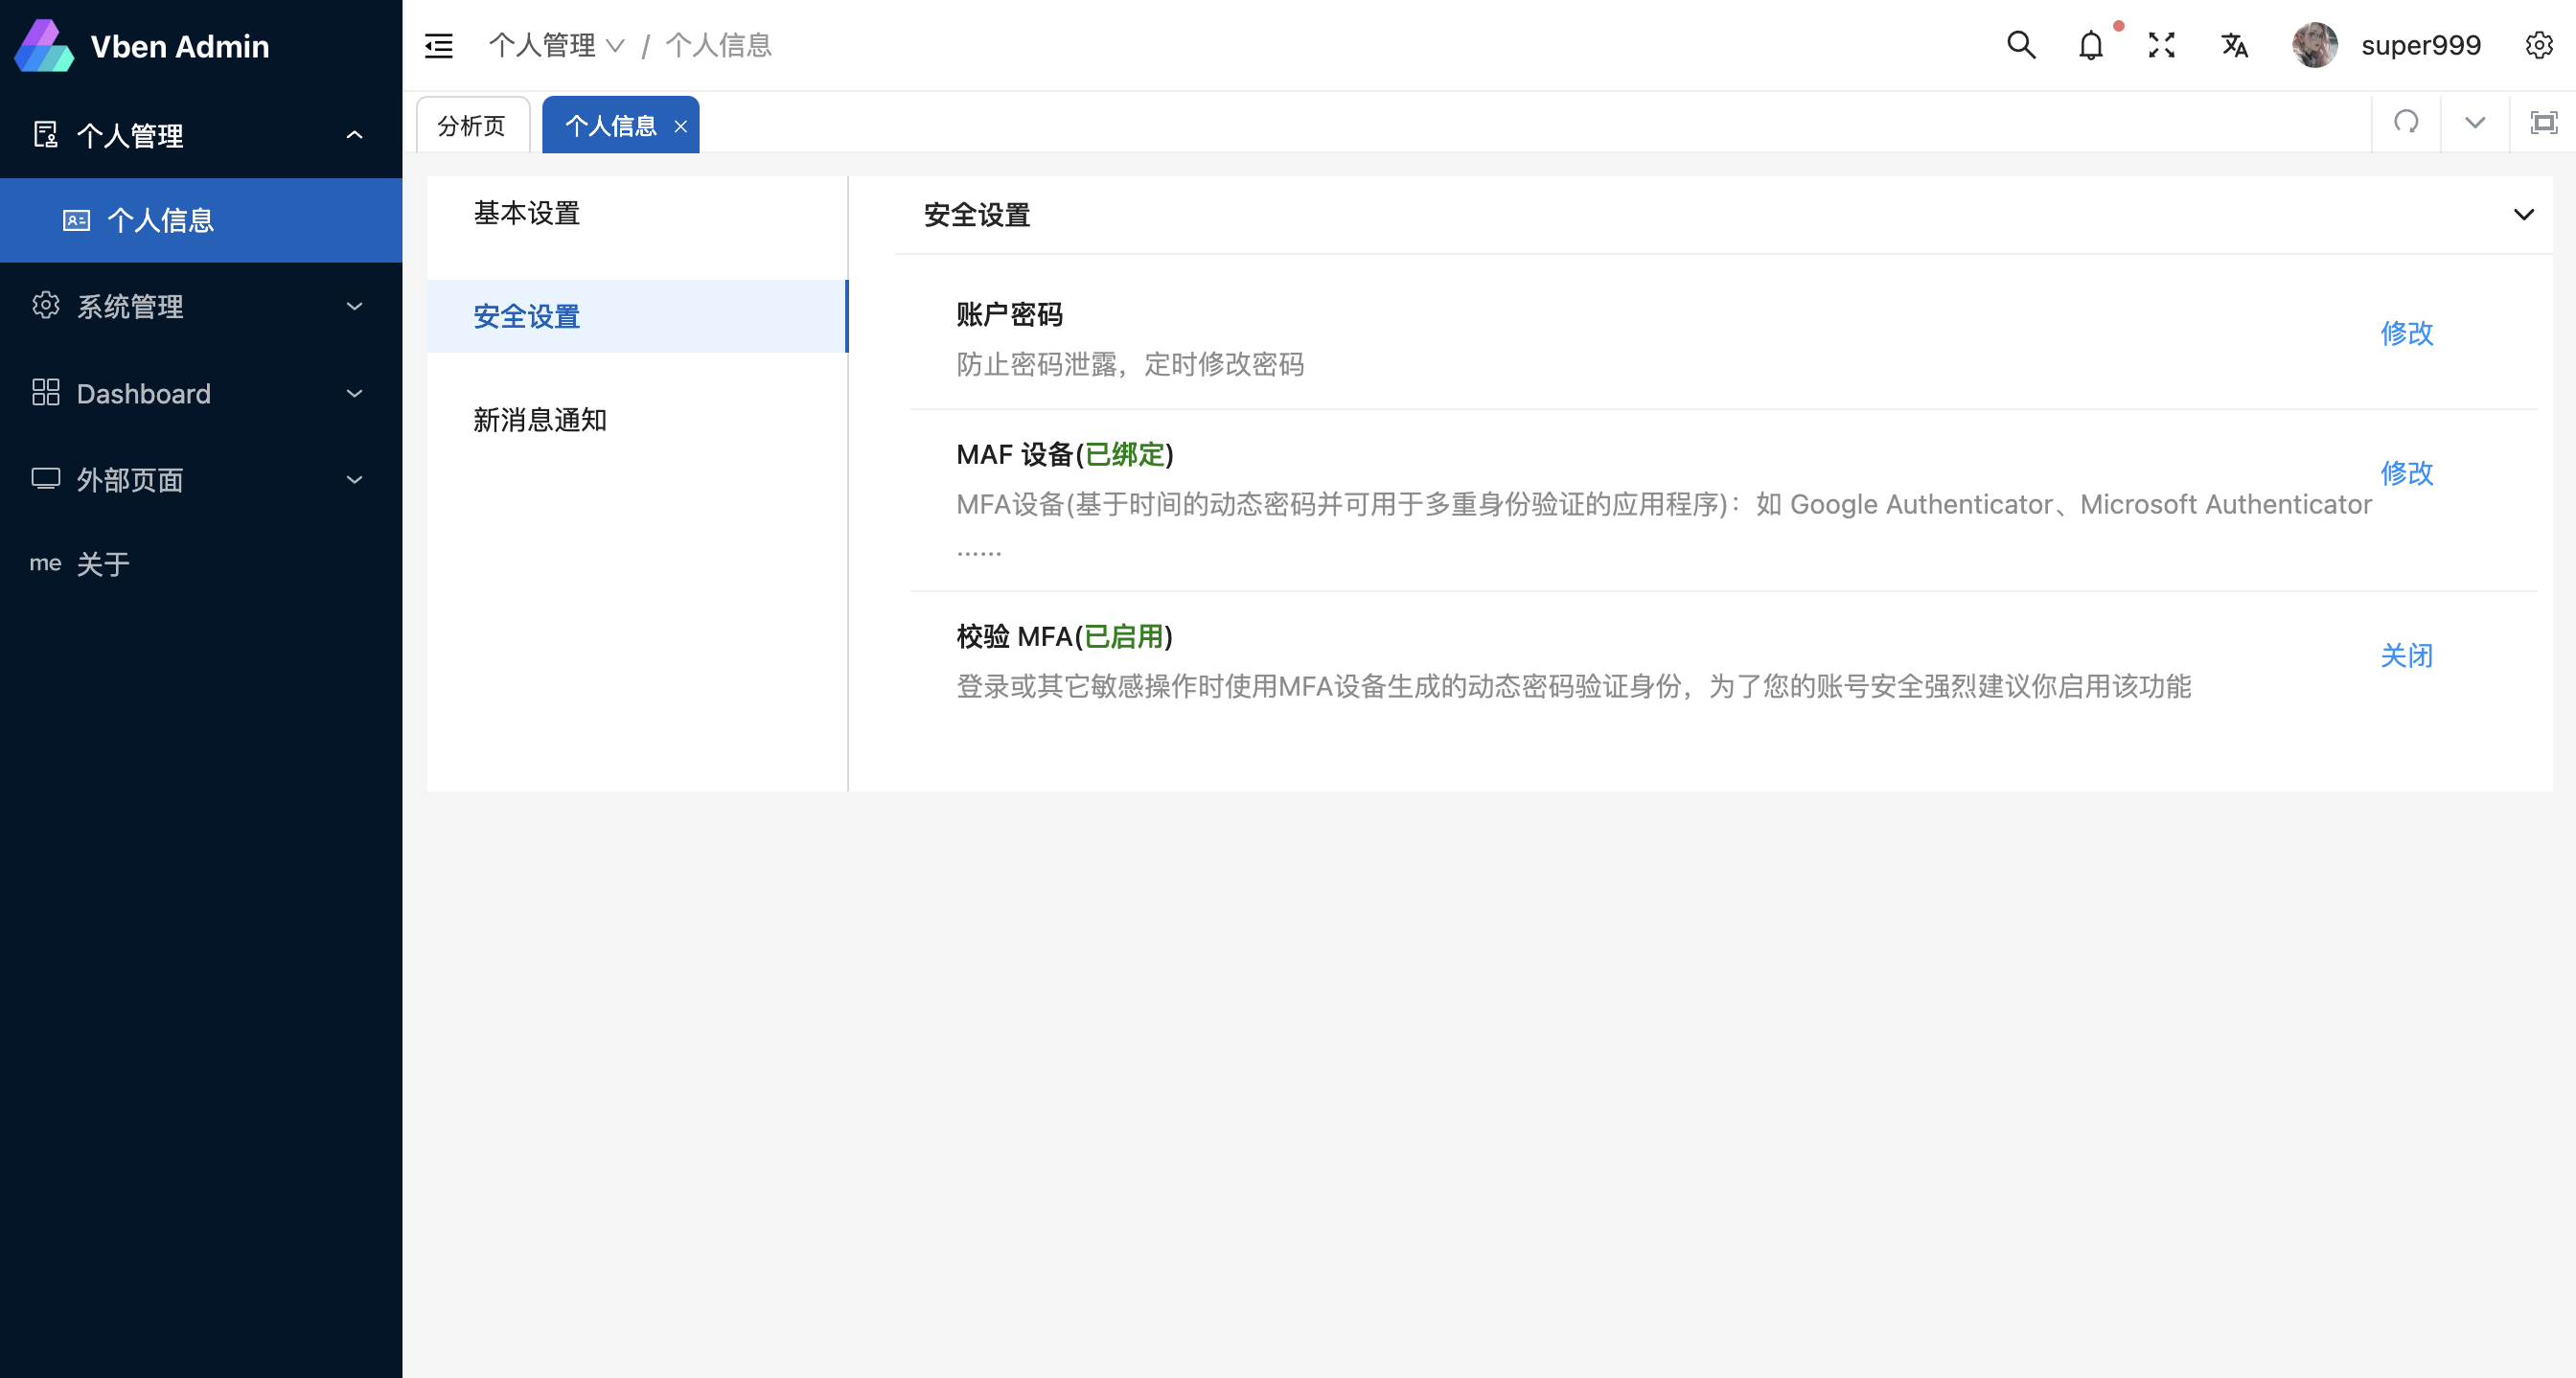 Vben Admin
个人管理
个人信息
系统管理
Dashboard
外部页面
me 关于
个人管理 / 个人信息
super999
分析页
个人信息
基本设置
安全设置
新消息通知
安全设置
账户密码
防止密码泄露，定时修改密码
修改
MAF 设备(已绑定)
MFA设备(基于时间的动态密码并可用于多重身份验证的应用程序)：如 Google Authenticator、Microsoft Authenticator
······
修改
校验 MFA(已启用)
登录或其它敏感操作时使用MFA设备生成的动态密码验证身份，为了您的账号安全强烈建议你启用该功能
关闭